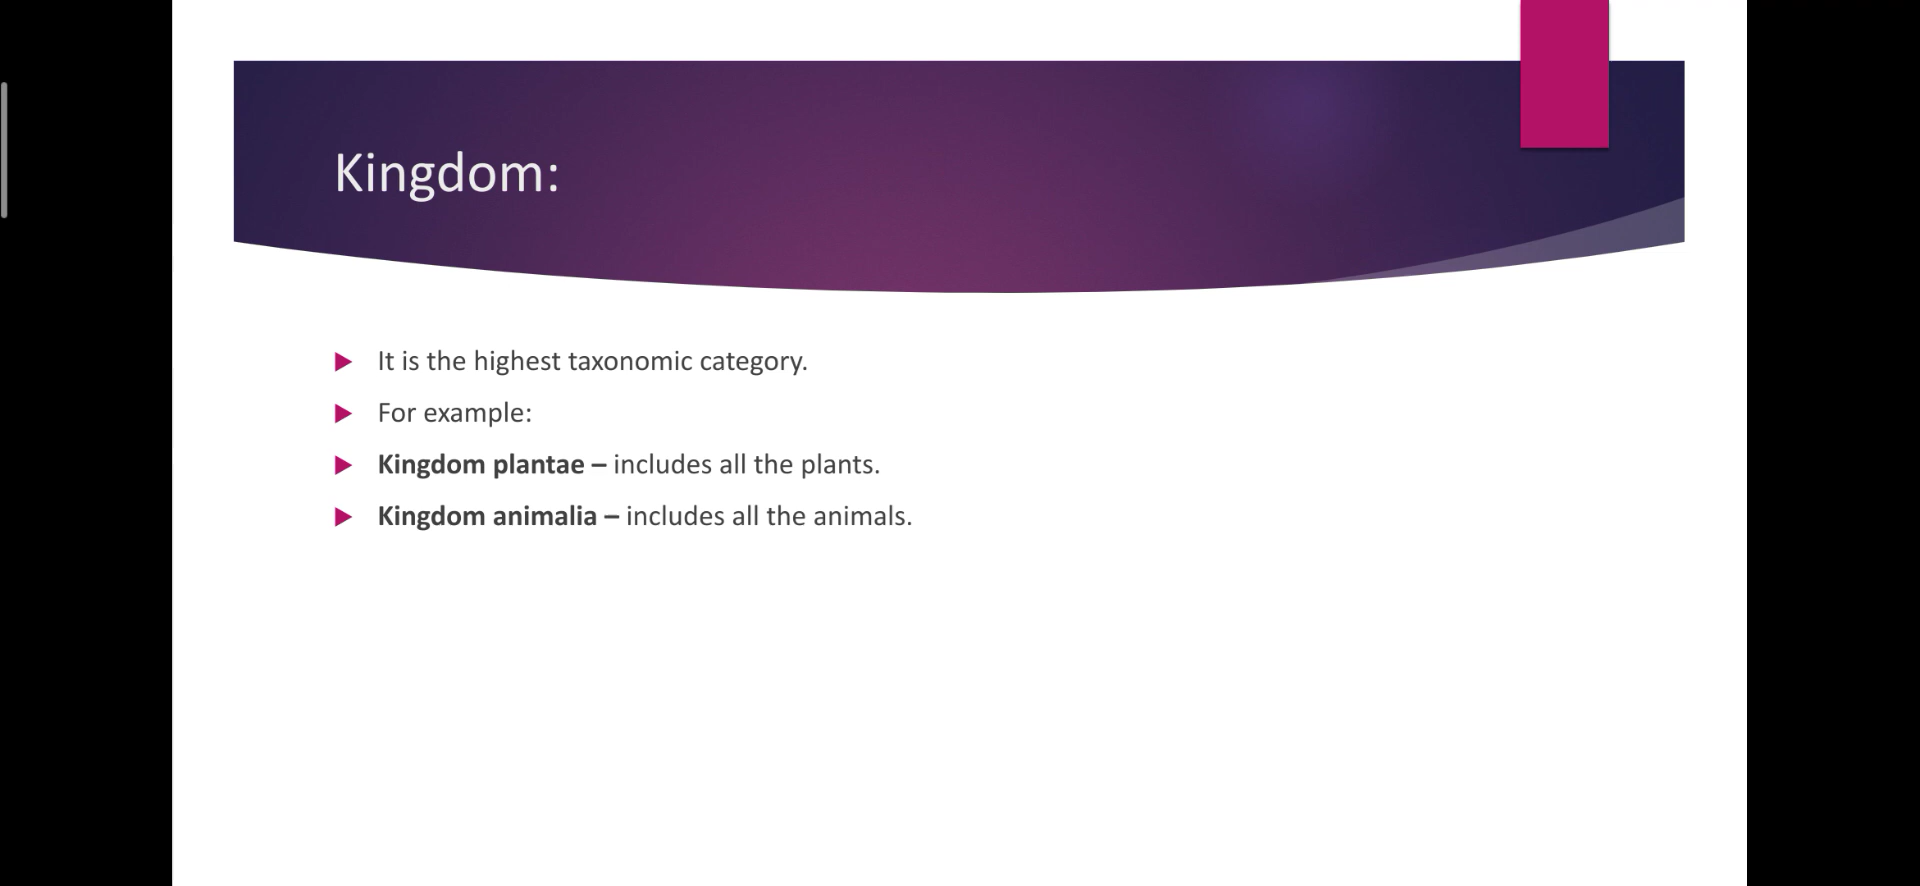 Kingdom:
It is the highest taxonomic category.
For example:
Kingdom plantae – includes all the plants.
Kingdom animalia – includes all the animals.